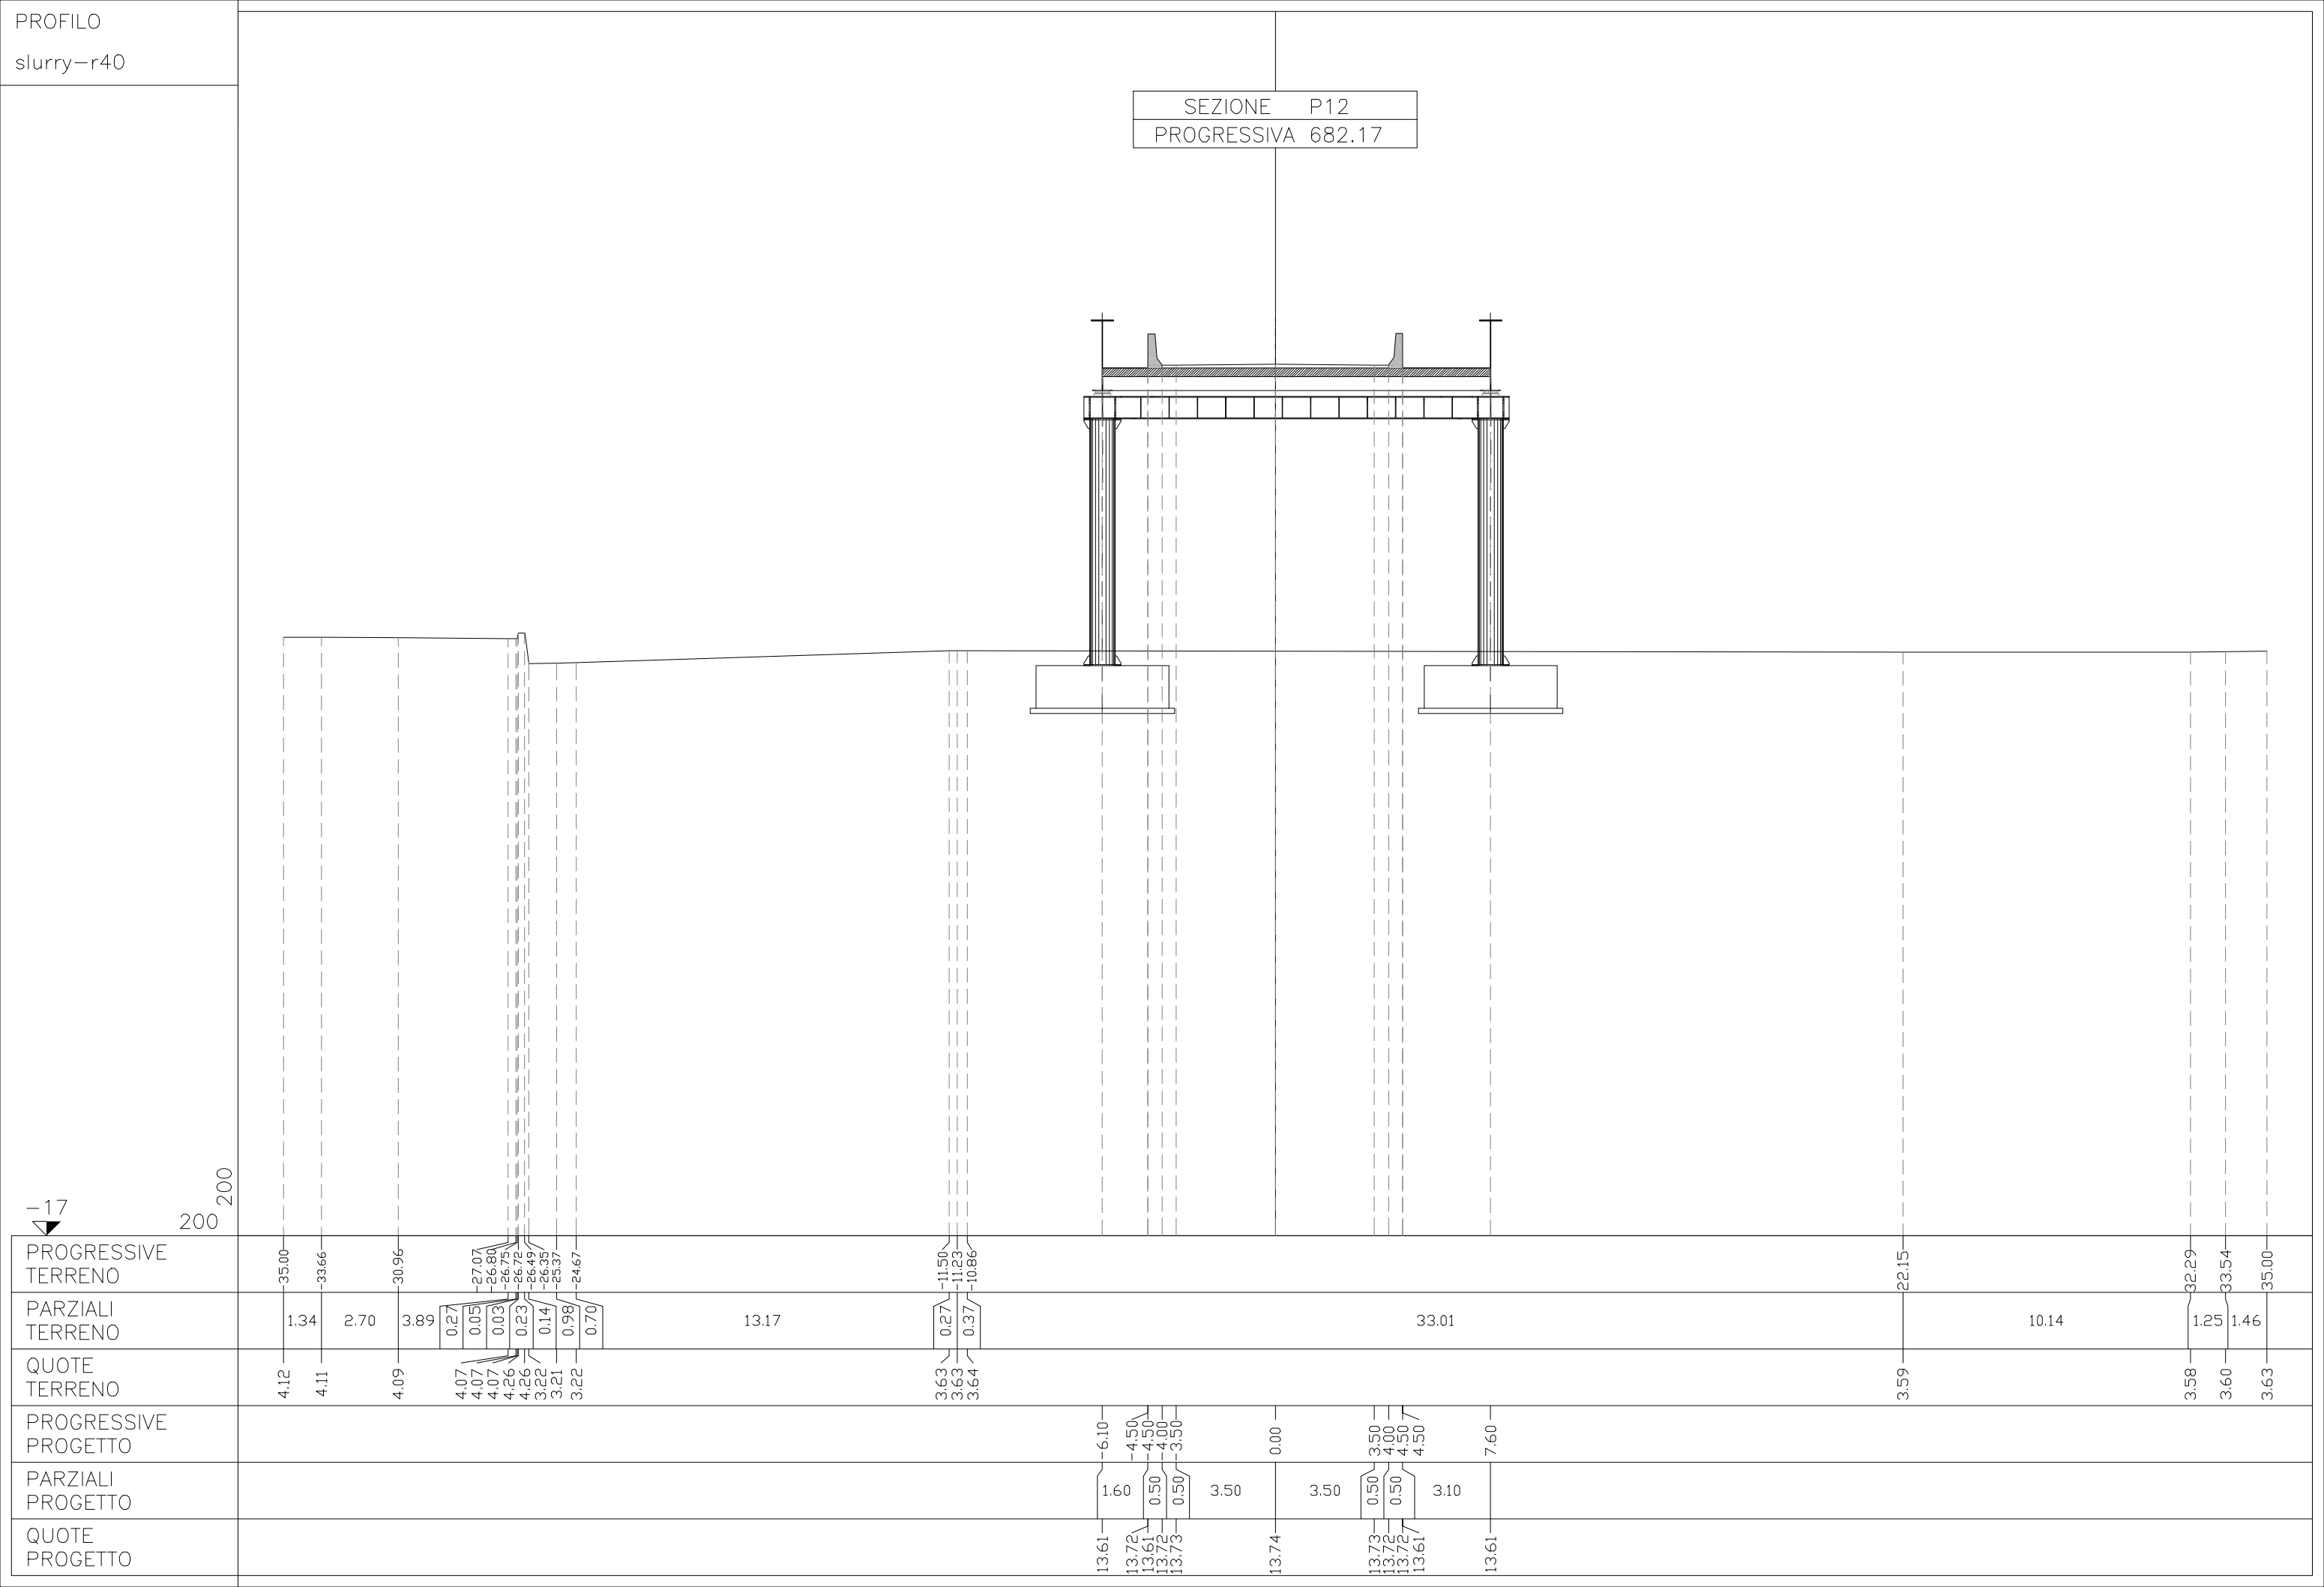 PROFILO
slurry-r40
SEZIONE P12
PROGRESSIVA 682.17
200
-17
200
PROGRESSIVE
TERRENO
-35.00 -33.66 -30.96 -27.07 -26.80 -26.75 -26.72 -26.49 -26.35 -25.37 -24.67 -11.50 -11.23 -10.86 22.15 32.29 33.54 35.00
PARZIALI
TERRENO
1.34 2.70 3.89 0.27 0.05 0.03 0.23 0.14 0.98 0.70 13.17 0.27 0.37 33.01 10.14 1.25 1.46
QUOTE
TERRENO
4.12 4.11 4.09 4.07 4.07 4.07 4.26 4.26 3.22 3.21 3.22 3.63 3.63 3.64 3.59 3.58 3.60 3.63
PROGRESSIVE
PROGETTO
-6.10 -4.50 -4.50 -4.00 -3.50 0.00 3.50 4.00 4.50 4.50 7.60
PARZIALI
PROGETTO
1.60 0.50 0.50 3.50 3.50 0.50 0.50 3.10
QUOTE
PROGETTO
13.61 13.72 13.61 13.72 13.73 13.74 13.73 13.72 13.72 13.61 13.61